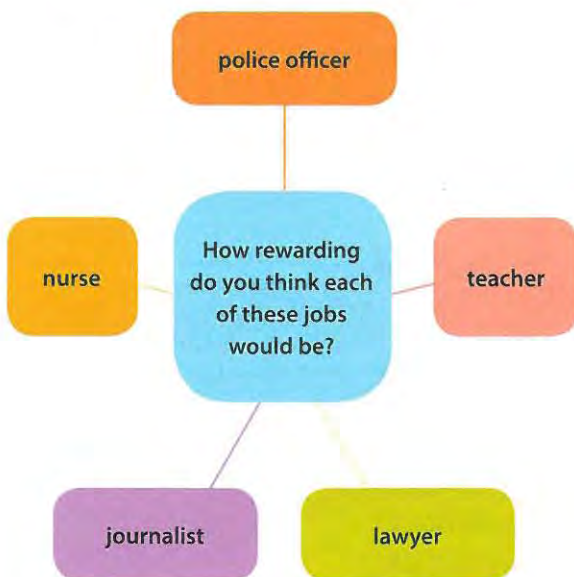 police officer
How rewarding
do you think each
of these jobs
would be?
nurse
teacher
journalist
lawyer